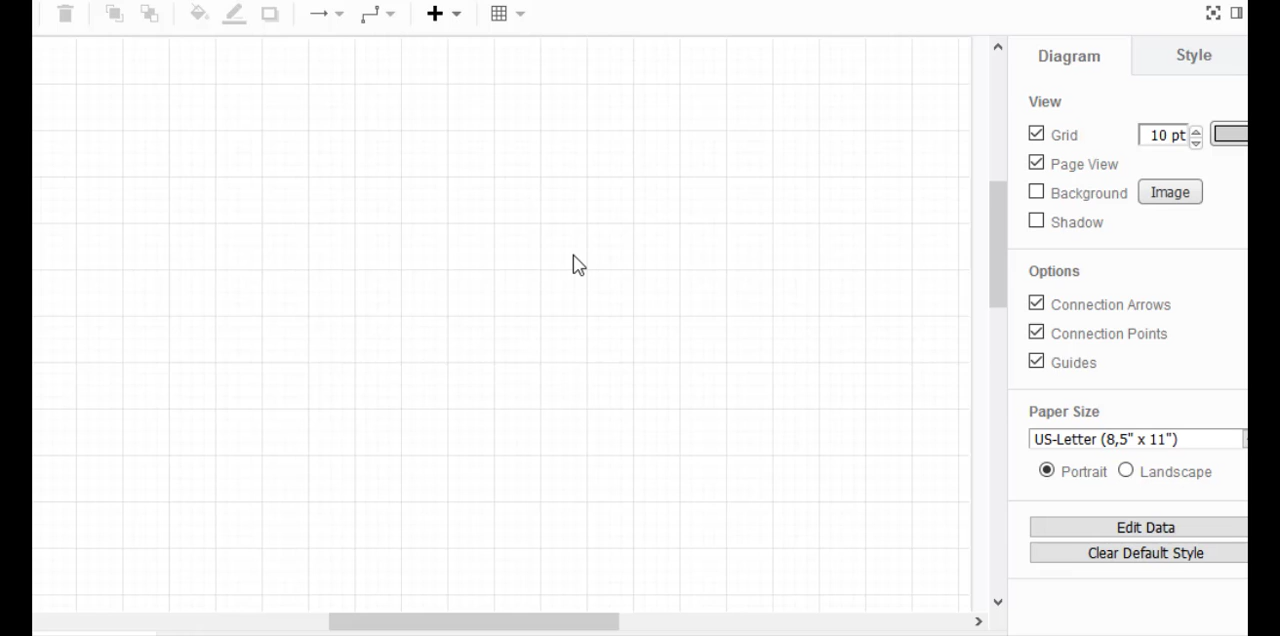 Diagram
Style
View
Grid
10 pt
Page View
Background
Image
Shadow
Options
Connection Arrows
Connection Points
Guides
Paper Size
US-Letter (8,5" x 11")
Portrait
Landscape
Edit Data
Clear Default Style